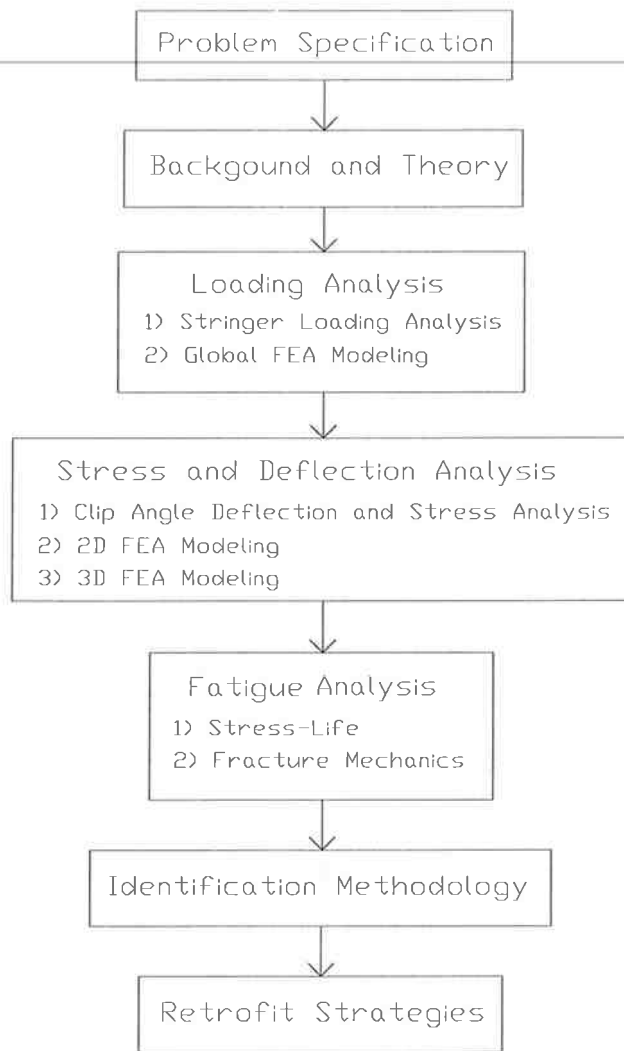 Problem Specification
Backgound and Theory
Loading Analysis
1) Stringer Loading Analysis
2) Global FEA Modeling
Stress and Deflection Analysis
1) Clip Angle Deflection and Stress Analysis
2) 2D FEA Modeling
3) 3D FEA Modeling
Fatigue Analysis
1) Stress-Life
2) Fracture Mechanics
Identification Methodology
Retrofit Strategies